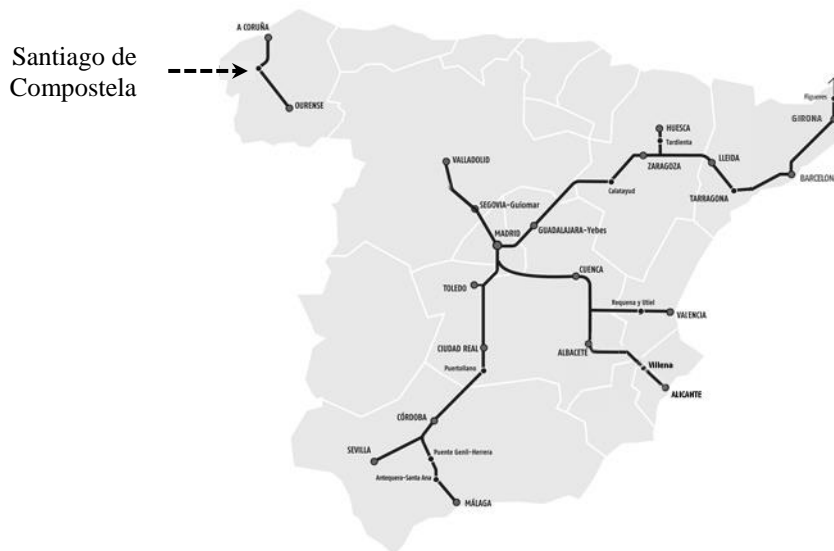 Santiago de
Compostela
A CORUÑA
OURENSE
Figueres
GIRONA
HUESCA
Tardienta
VALLADOLID
ZARAGOZA
LLEIDA
BARCELON
Calatayud
TARRAGONA
SEGOVIA-Guiomar
GUADALAJARA-Yebes
MADRID
CUENCA
TOLEDO
Requena y Utiel
VALENCIA
CIUDAD REAL
ALBACETE
Villena
Puertollano
ALICANTE
CÓRDOBA
SEVILLA
Puente Genil-Herrera
Antequera-Santa Ana
MÁLAGA